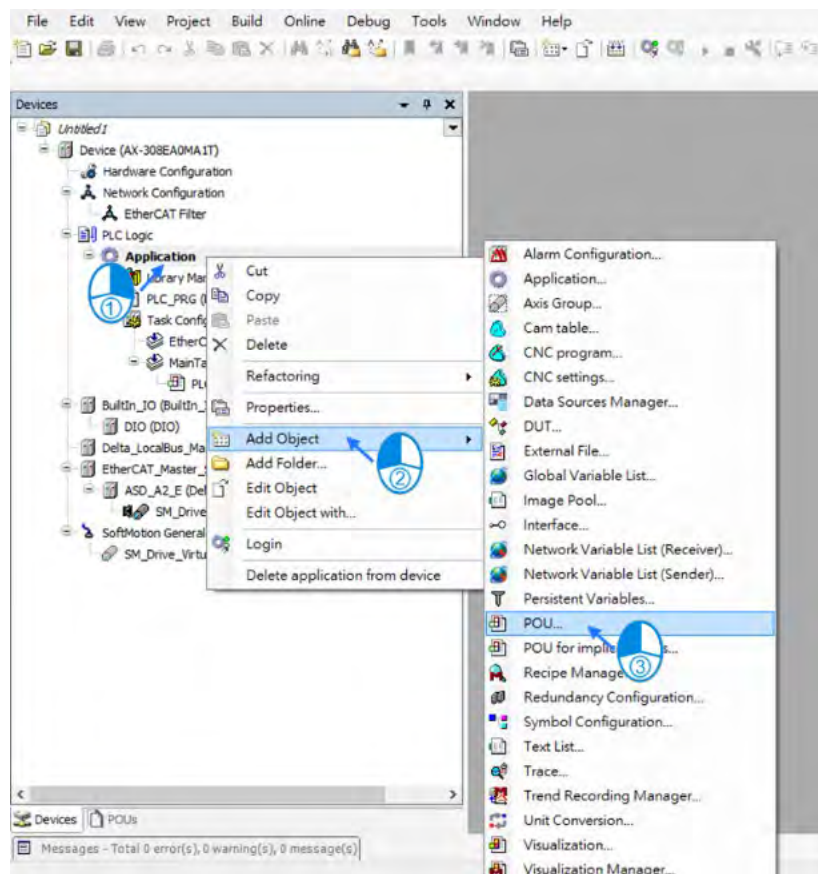 File Edit View Project Build Online Debug Tools Window Help
Devices
Untitled1
Device (AX-308EA0MA1T)
Hardware Configuration
Network Configuration
EtherCAT Filter
PLC Logic
Application
Library Mar
PLC_PRG (
Task Config
EtherC
MainTa
PL
BuiltIn_IO (BuiltIn_
DIO (DIO)
Delta_LocalBus_Ma
EtherCAT_Master_
ASD_A2_E (Del
SM_Drive
SoftMotion General
SM_Drive_Virtu
①
Cut
Copy
Paste
Delete
Refactoring
Properties...
Add Object
②
Add Folder...
Edit Object
Edit Object with...
Login
Delete application from device
Alarm Configuration...
Application...
Axis Group...
Cam table...
CNC program...
CNC settings...
Data Sources Manager...
DUT...
External File...
Global Variable List...
Image Pool...
Interface...
Network Variable List (Receiver)...
Network Variable List (Sender)...
Persistent Variables...
POU...
POU for implic s...
③
Recipe Manage
Redundancy Configuration...
Symbol Configuration...
Text List...
Trace...
Trend Recording Manager...
Unit Conversion...
Visualization...
Visualization Manager...
Devices POUs
Messages - Total 0 error(s), 0 warning(s), 0 message(s)